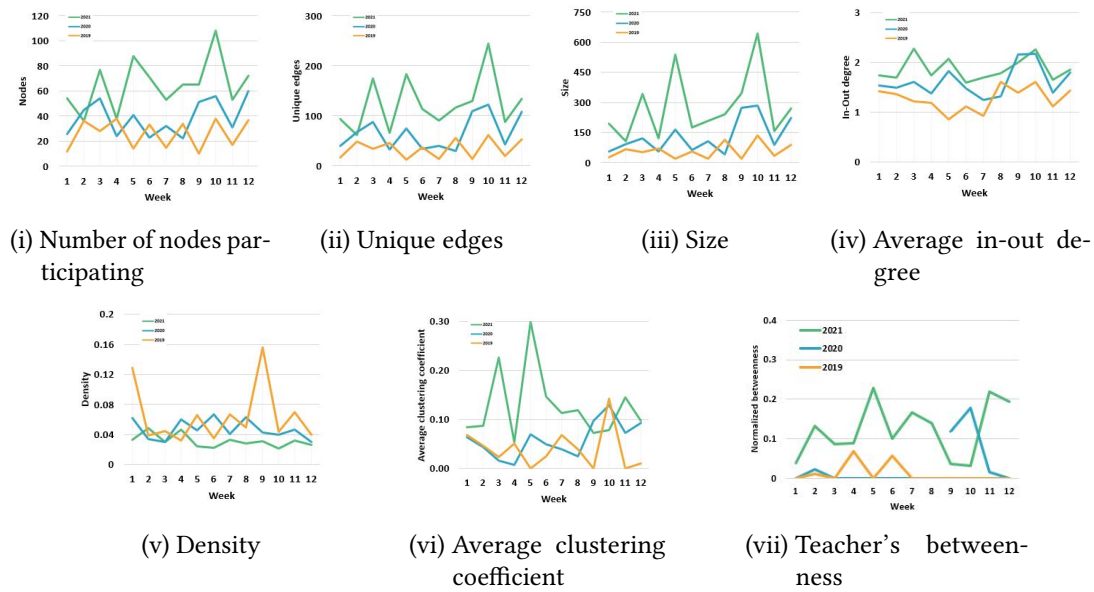 120
100
80
60
40
20
0
Nodes
2021
2020
2019
1 2 3 4 5 6 7 8 9 10 11 12
Week
(i) Number of nodes par-
ticipating
300
200
100
0
Unique edges
2021
2020
2019
1 2 3 4 5 6 7 8 9 10 11 12
Week
(ii) Unique edges
750
600
450
300
150
0
Size
2021
2020
2019
1 2 3 4 5 6 7 8 9 10 11 12
Week
(iii) Size
3
2
1
0
In-Out degree
2021
2020
2019
1 2 3 4 5 6 7 8 9 10 11 12
Week
(iv) Average in-out de-
gree
0.2
0.16
0.12
0.08
0.04
0
Density
2021
2020
2019
1 2 3 4 5 6 7 8 9 10 11 12
Week
(v) Density
0.30
0.20
0.10
0.00
Average clustering coefficient
2021
2020
2019
1 2 3 4 5 6 7 8 9 10 11 12
Week
(vi) Average clustering
coefficient
0.4
0.3
0.2
0.1
0
Normalized betweenness
2021
2020
2019
1 2 3 4 5 6 7 8 9 10 11 12
Week
(vii) Teacher's between-
ness